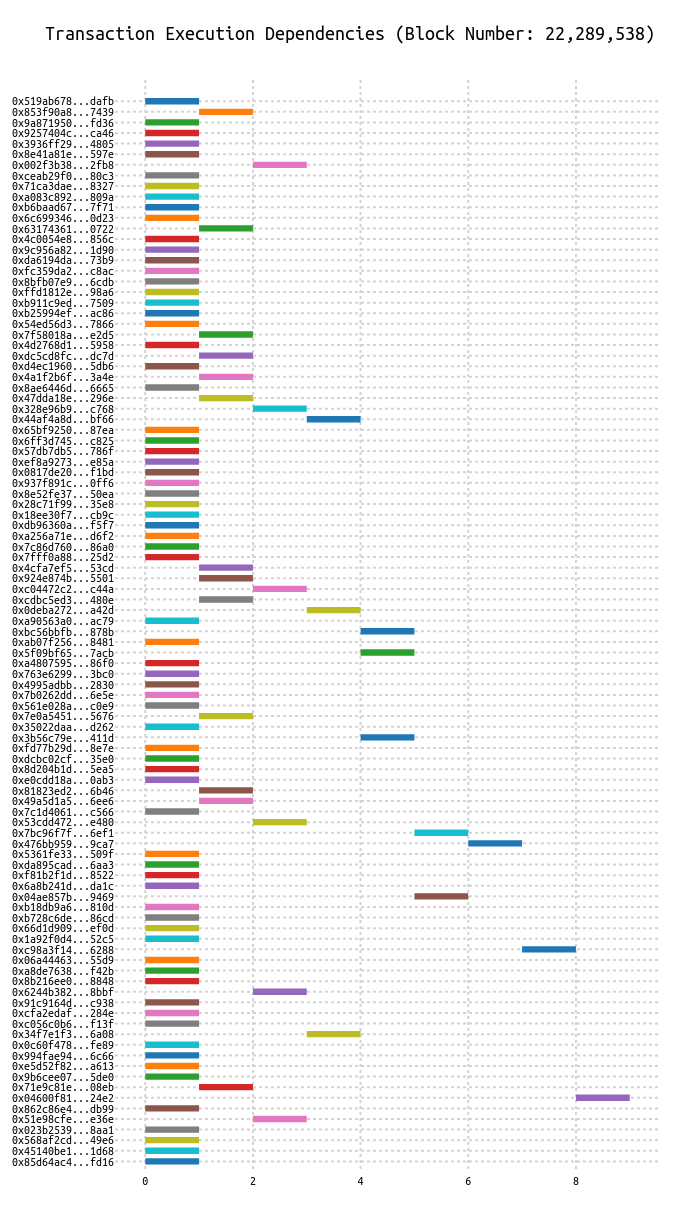 Transaction Execution Dependencies (Block Number: 22,289,538)
0x519ab678...dafb
0x853f90a8...7439
0x9a871950...fd36
0x9257404c...ca46
0x3936ff29...4805
0x8e41a81e...597e
0x002f3b38...2fb8
0xceab29f0...80c3
0x71ca3dae...8327
0xa083c892...809a
0xb6baad67...7f71
0x6c699346...0d23
0x63174361...0722
0x4c0054e8...856c
0x9c956a82...1d90
0xda6194da...73b9
0xfc359da2...c8ac
0x8bfb07e9...6cdb
0xffd1812e...98a6
0xb911c9ed...7509
0xb25994ef...ac86
0x54ed56d3...7866
0x7f58018a...e2d5
0x4d2768d1...5958
0xdc5cd8fc...dc7d
0xd4ec1960...5db6
0x4a1f2b6f...3a4e
0x8ae6446d...6665
0x47dda18e...296e
0x328e96b9...c768
0x44af4a8d...bf66
0x65bf9250...87ea
0x6ff3d745...c825
0x57db7db5...786f
0xef8a9273...e85a
0x0817de20...f1bd
0x937f891c...0ff6
0x8e52fe37...50ea
0x28c71f99...35e8
0x18ee30f7...cb9c
0xdb96360a...f5f7
0xa256a71e...d6f2
0x7c86d760...86a0
0x7fff0a88...25d2
0x4cfa7ef5...53cd
0x924e874b...5501
0xc04472c2...c44a
0xcdbc5ed3...480e
0x0deba272...a42d
0xa90563a0...ac79
0xbc56bbfb...878b
0xab07f256...8481
0x5f09bf65...7acb
0xa4807595...86f0
0x763e6299...3bc0
0x4995adbb...2830
0x7b0262dd...6e5e
0x561e028a...c0e9
0x7e0a5451...5676
0x35022daa...d262
0x3b56c79e...411d
0xfd77b29d...8e7e
0xdcbc02cf...35e0
0x8d204b1d...5ea5
0xe0cdd18a...0ab3
0x81823ed2...6b46
0x49a5d1a5...6ee6
0x7c1d4061...c566
0x53cdd472...e480
0x7bc96f7f...6ef1
0x476bb959...9ca7
0x5361fe33...509f
0xda895cad...6aa3
0xf81b2f1d...8522
0x6a8b241d...da1c
0x04ae857b...9469
0xb18db9a6...810d
0xb728c6de...86cd
0x66d1d909...ef0d
0x1a92f0d4...52c5
0xc98a3f14...6288
0x06a44463...55d9
0xa8de7638...f42b
0x8b216ee0...8848
0x6244b382...8bbf
0x91c9164d...c938
0xcfa2edaf...284e
0xc056c0b6...f13f
0x34f7e1f3...6a08
0x0c60f478...fe89
0x994fae94...6c66
0xe5d52f82...a613
0x9b6cee07...5de0
0x71e9c81e...08eb
0x04600f81...24e2
0x862c86e4...db99
0x51e98cfe...e36e
0x023b2539...8aa1
0x568af2cd...49e6
0x45140be1...1d68
0x85d64ac4...fd16
0 2 4 6 8